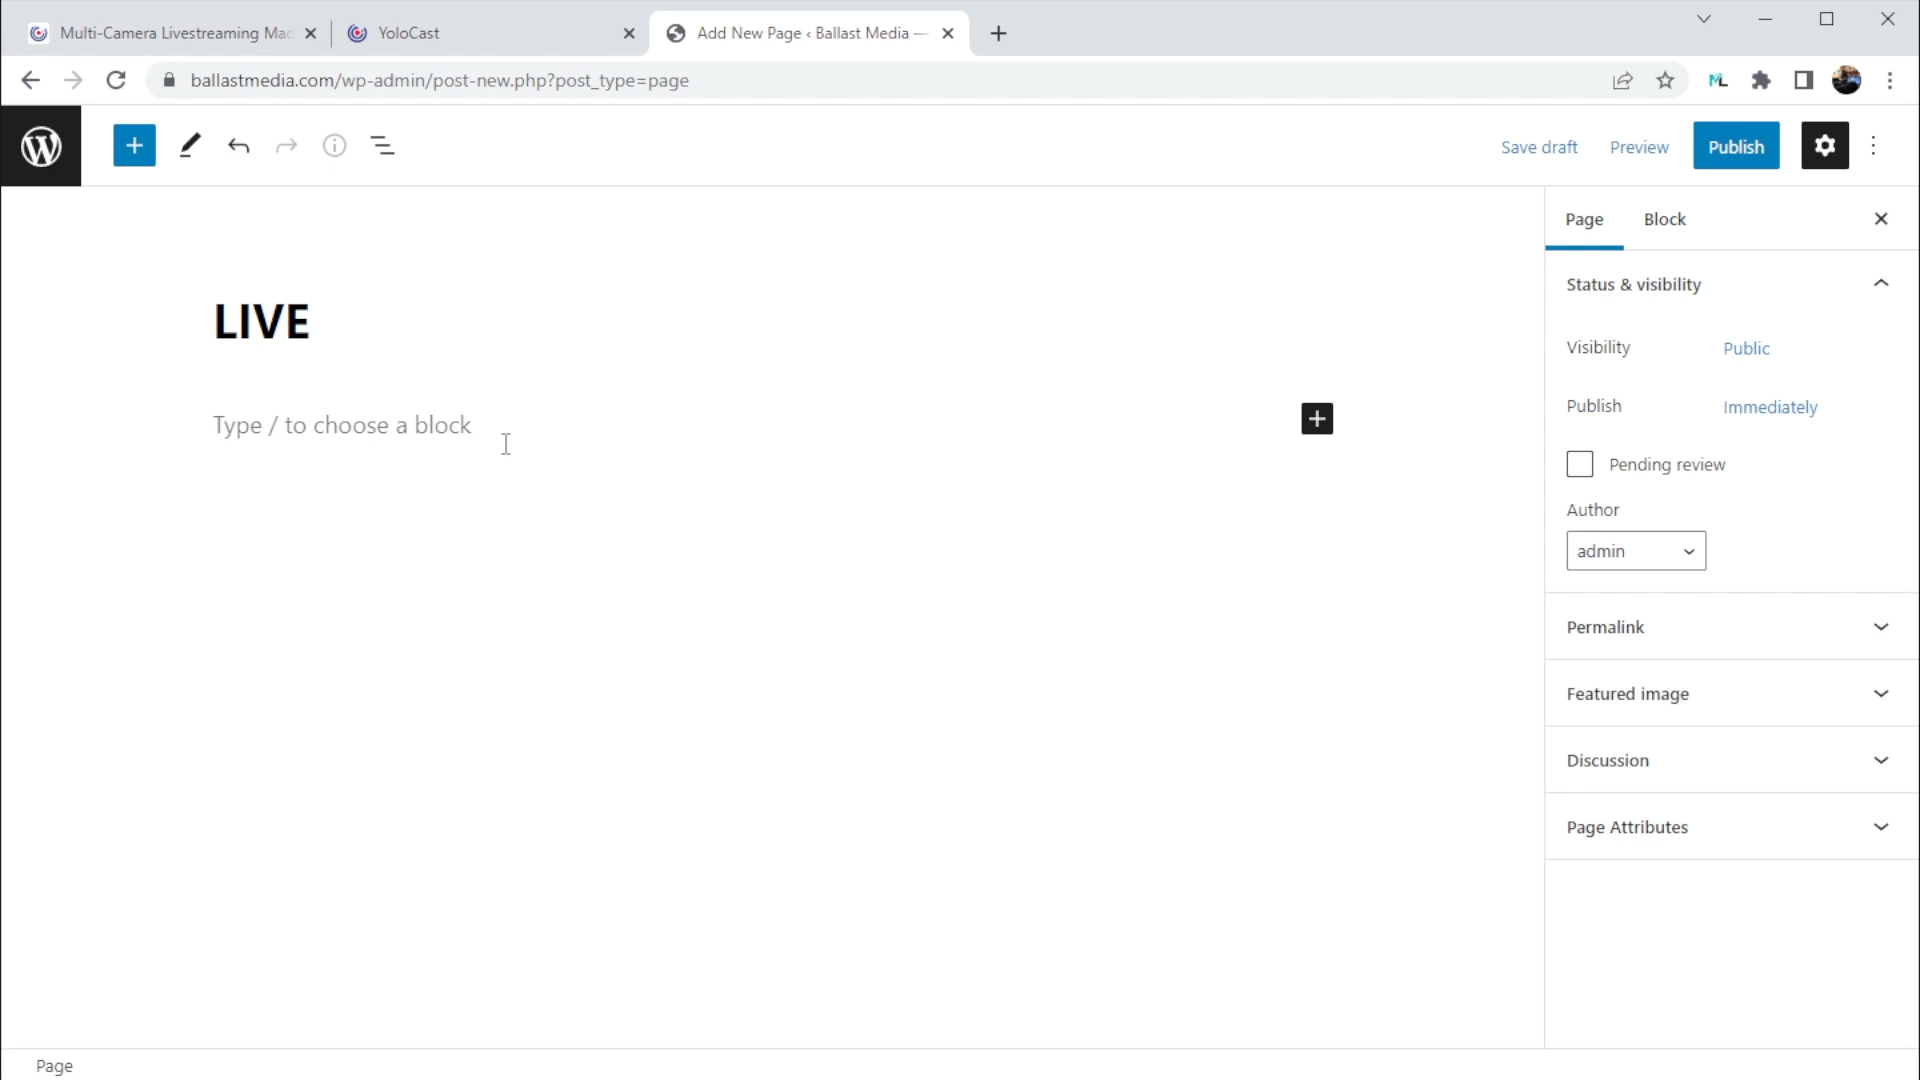 Multi-Camera Livestreaming Mac
YoloCast
Add New Page ‹ Ballast Media —
ballastmedia.com/wp-admin/post-new.php?post_type=page
ML
Save draft
Preview
Publish
Page
Block
LIVE
Type / to choose a block
Status & visibility
Visibility
Public
Publish
Immediately
Pending review
Author
admin
Permalink
Featured image
Discussion
Page Attributes
Page